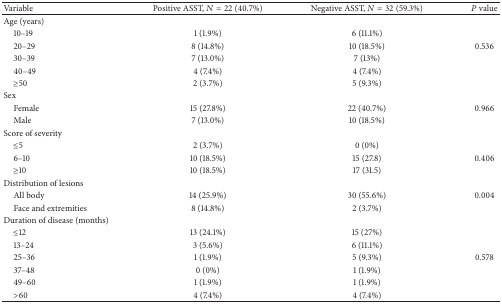 Variable Positive ASST, N = 22 (40.7%) Negative ASST, N = 32 (59.3%) P value
Age (years)
10–19 1 (1.9%) 6 (11.1%)
20–29 8 (14.8%) 10 (18.5%) 0.536
30–39 7 (13.0%) 7 (13%)
40–49 4 (7.4%) 4 (7.4%)
≥50 2 (3.7%) 5 (9.3%)
Sex
Female 15 (27.8%) 22 (40.7%) 0.966
Male 7 (13.0%) 10 (18.5%)
Score of severity
≤5 2 (3.7%) 0 (0%)
6–10 10 (18.5%) 15 (27.8) 0.406
≥10 10 (18.5%) 17 (31.5)
Distribution of lesions
All body 14 (25.9%) 30 (55.6%) 0.004
Face and extremities 8 (14.8%) 2 (3.7%)
Duration of disease (months)
≤12 13 (24.1%) 15 (27%)
13–24 3 (5.6%) 6 (11.1%)
25–36 1 (1.9%) 5 (9.3%) 0.578
37–48 0 (0%) 1 (1.9%)
49–60 1 (1.9%) 1 (1.9%)
>60 4 (7.4%) 4 (7.4%)